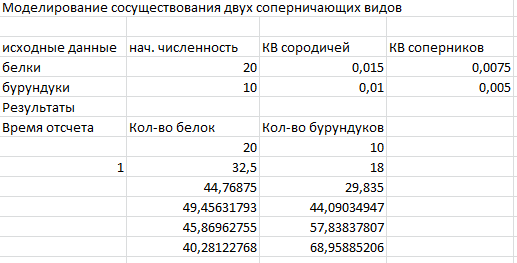 Моделирование сосуществования двух соперничающих видов
исходные данные нач. численность КВ сородичей КВ соперников
белки 20 0,015 0,0075
бурундуки 10 0,01 0,005
Результаты
Время отсчета Кол-во белок Кол-во бурундуков
20 10
1 32,5 18
44,76875 29,835
49,45631793 44,09034947
45,86962755 57,83837807
40,28122768 68,95885206